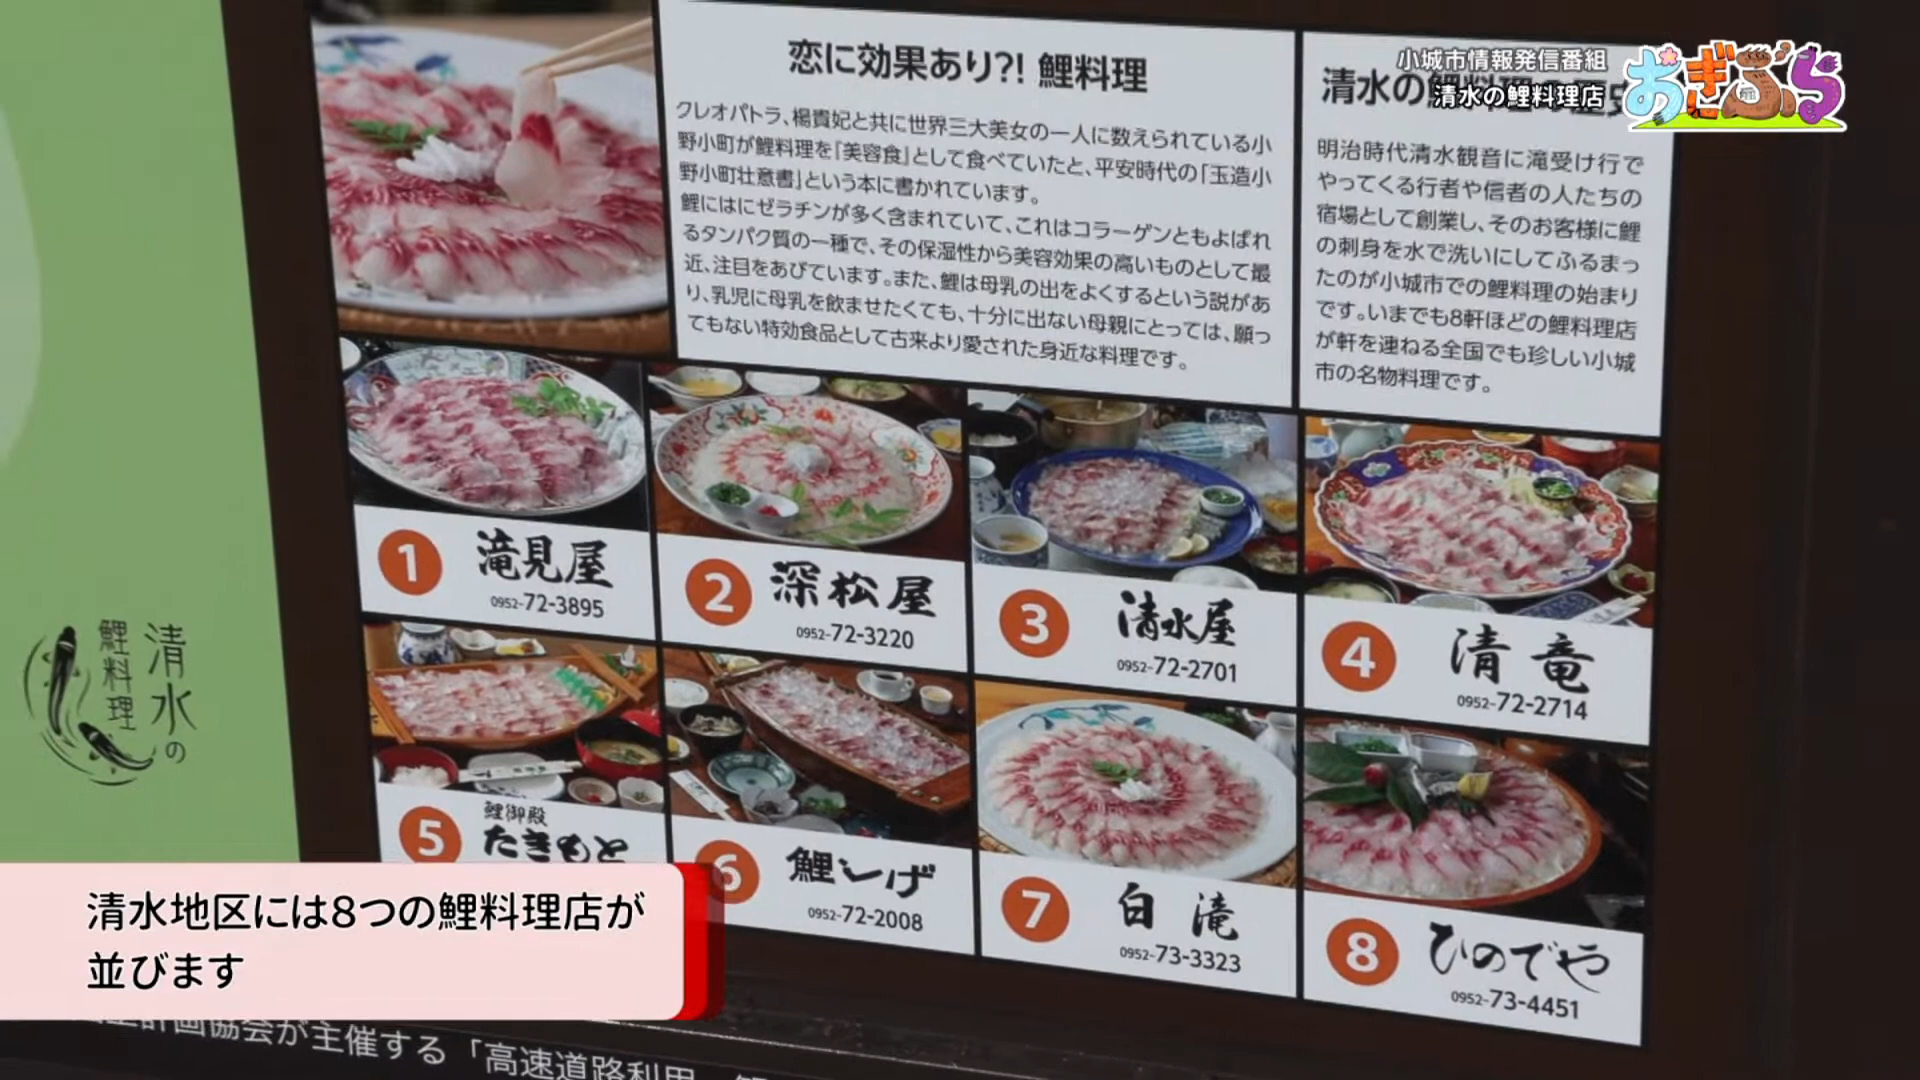 小城市情報発信番組
清水の鯉料理店
おぎぶら
恋に効果あり?! 鯉料理
クレオパトラ、楊貴妃と共に世界三大美女の一人に数えられている小
野小町が鯉料理を「美容食」として食べていたと、平安時代の「玉造小
野小町壮意書」という本に書かれています。
鯉にはにゼラチンが多く含まれていて、これはコラーゲンともよばれ
るタンパク質の一種で、その保湿性から美容効果の高いものとして最
近、注目をあびています。また、鯉は母乳の出をよくするという説があ
り、乳児に母乳を飲ませたくても、十分に出ない母親にとっては、願っ
てもない特効食品として古来より愛された身近な料理です。
清水の鯉料理の歴史
明治時代清水観音に滝受け行で
やってくる行者や信者の人たちの
宿場として創業し、そのお客様に鯉
の刺身を水で洗いにしてふるまっ
たのが小城市での鯉料理の始まり
です。いまでも8軒ほどの鯉料理店
が軒を連ねる全国でも珍しい小城
市の名物料理です。
1 滝見屋
0952-72-3895
2 深松屋
0952-72-3220
3 清水屋
0952-72-2701
4 清竜
0952-72-2714
5 鯉御殿
たきもと
6 鯉しげ
0952-72-2008
7 白滝
0952-73-3323
8 ひのでや
0952-73-4451
清水の
鯉料理
清水地区には8つの鯉料理店が
並びます
計画協会が主催する「高速道路利用